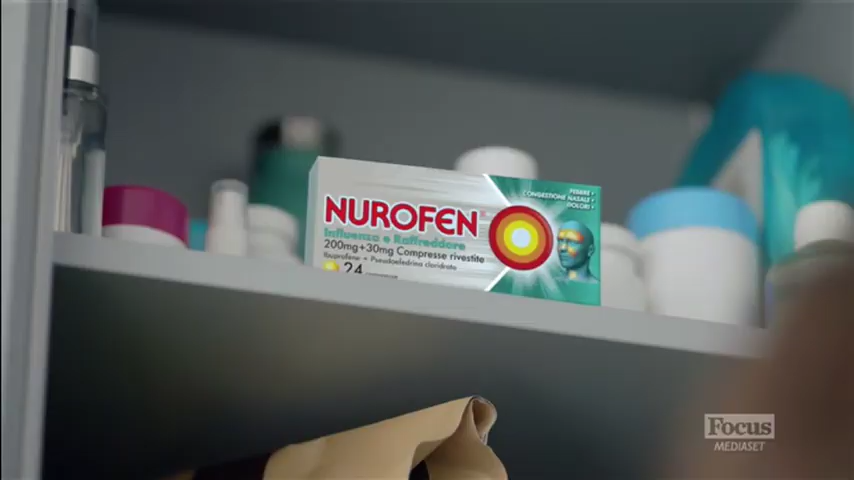 FEBBRE •
CONGESTIONE NASALE •
DOLORI •
NUROFEN
Influenza e Raffreddore
200mg+30mg Compresse rivestite
Ibuprofene + Pseudoefedrina cloridrato
24
Focus
MEDIASET